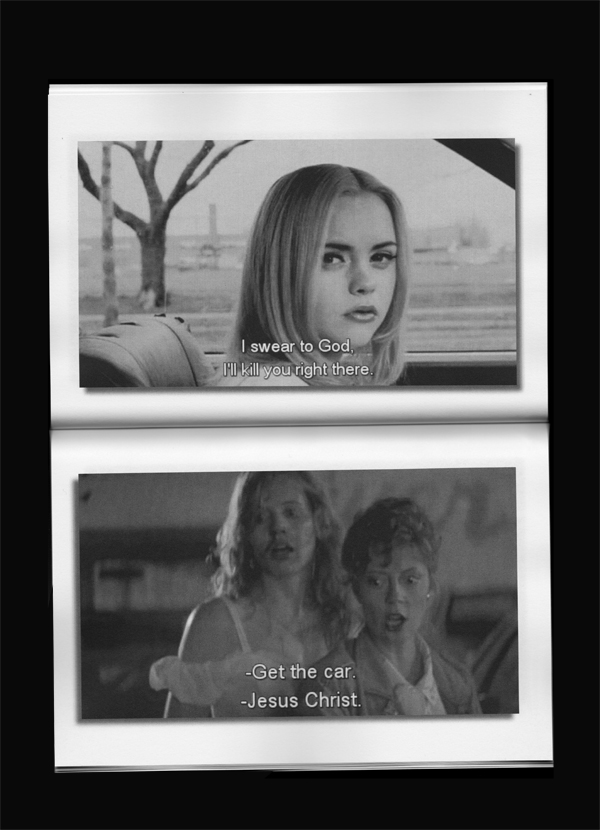 I swear to God,
I'll kill you right there.
-Get the car.
-Jesus Christ.